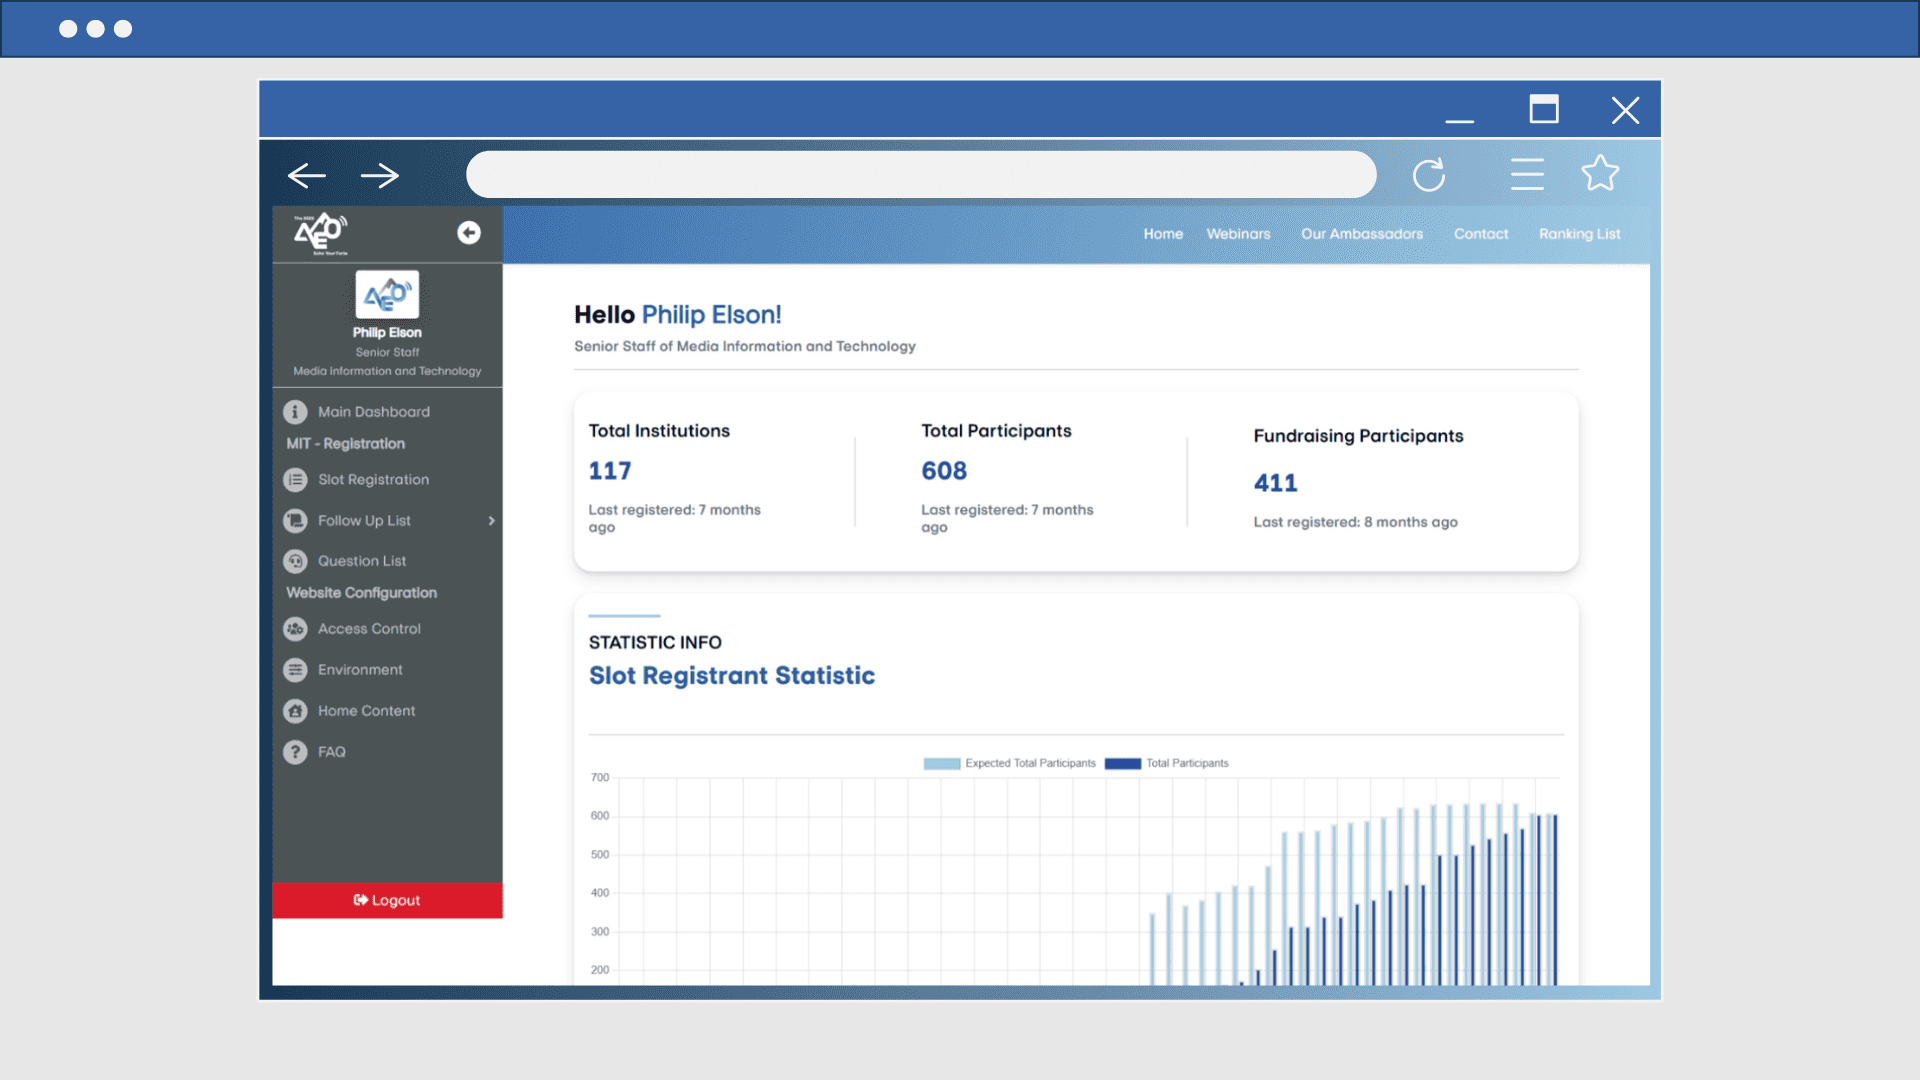 AEO
Home Webinars Our Ambassadors Contact Ranking List
AEO
Philip Elson
Senior Staff
Media Information and Technology
Main Dashboard
MIT - Registration
Slot Registration
Follow Up List
Question List
Website Configuration
Access Control
Environment
Home Content
FAQ
Logout
Hello Philip Elson!
Senior Staff of Media Information and Technology
Total Institutions
117
Last registered: 7 months
ago
Total Participants
608
Last registered: 7 months
ago
Fundraising Participants
411
Last registered: 8 months ago
STATISTIC INFO
Slot Registrant Statistic
Expected Total Participants Total Participants
700
600
500
400
300
200